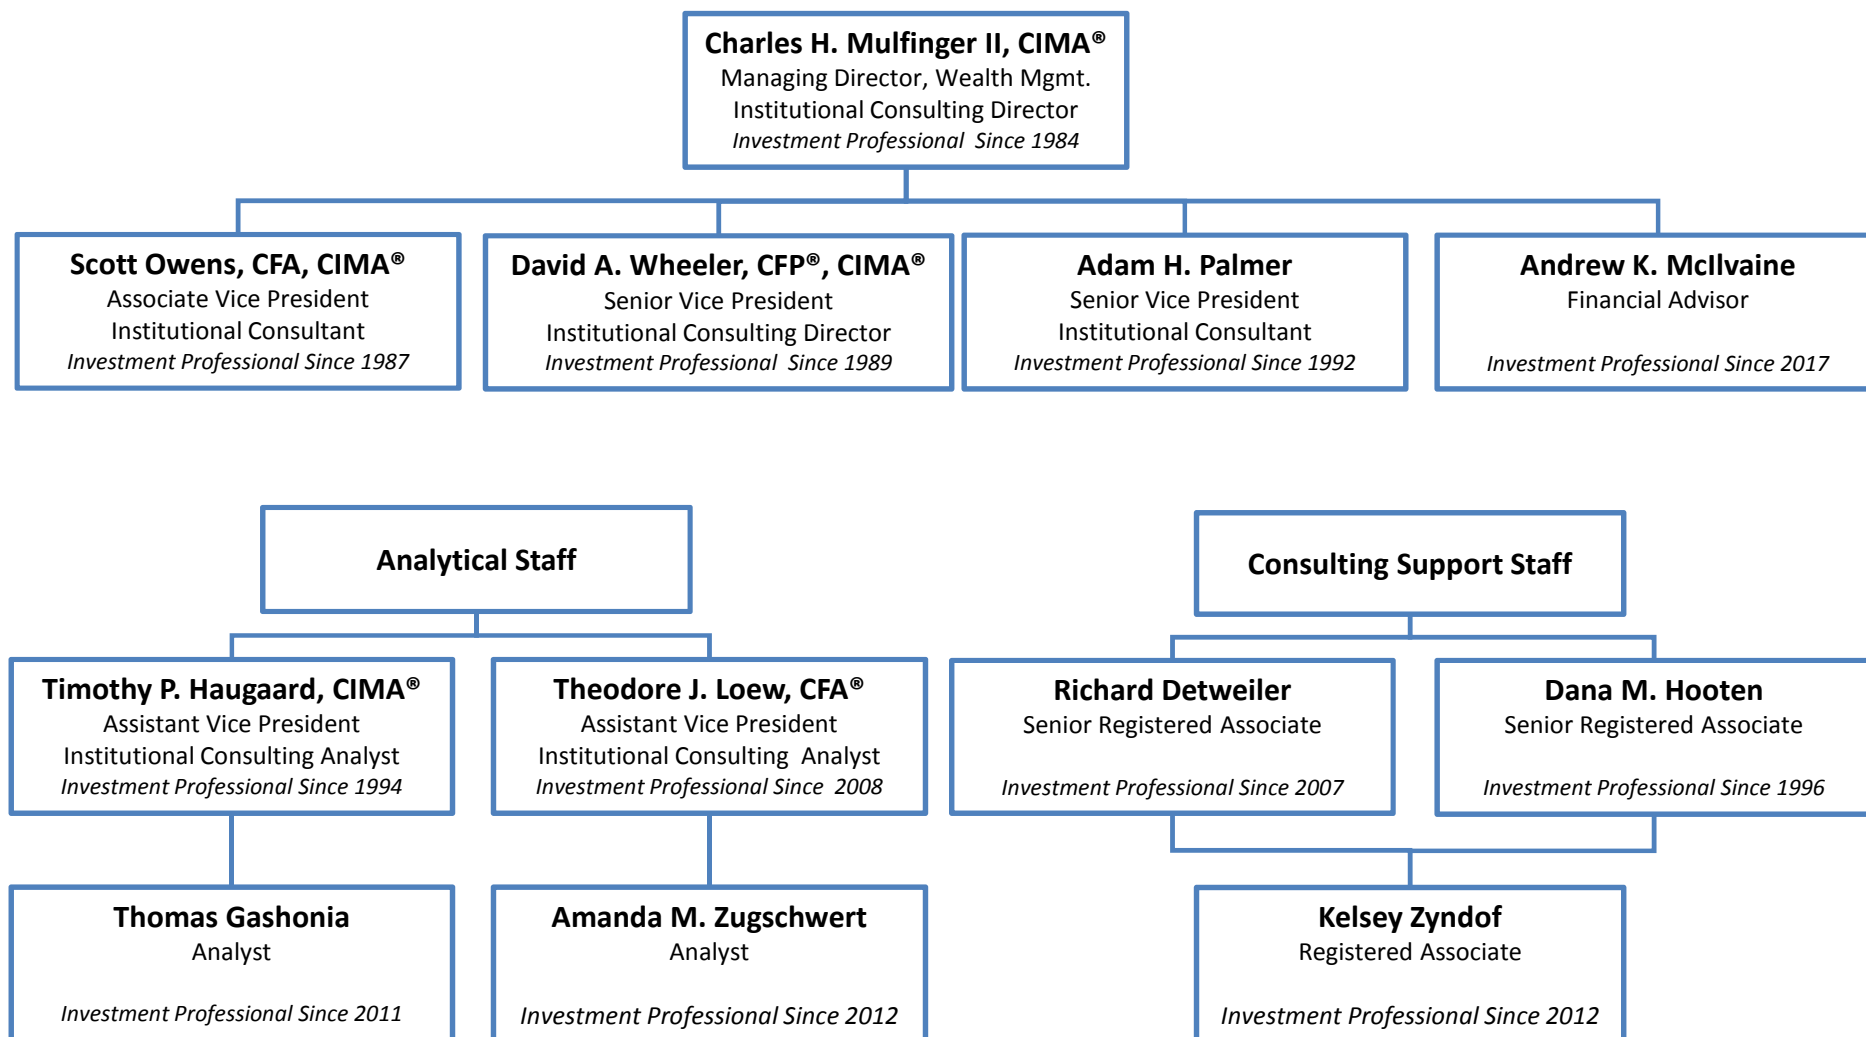 Charles H. Mulfinger II, CIMA®
Managing Director, Wealth Mgmt.
Institutional Consulting Director
Investment Professional Since 1984
Scott Owens, CFA, CIMA®
Associate Vice President
Institutional Consultant
Investment Professional Since 1987
David A. Wheeler, CFP®, CIMA®
Senior Vice President
Institutional Consulting Director
Investment Professional Since 1989
Adam H. Palmer
Senior Vice President
Institutional Consultant
Investment Professional Since 1992
Andrew K. McIlvaine
Financial Advisor
Investment Professional Since 2017
Analytical Staff
Timothy P. Haugaard, CIMA®
Assistant Vice President
Institutional Consulting Analyst
Investment Professional Since 1994
Theodore J. Loew, CFA®
Assistant Vice President
Institutional Consulting Analyst
Investment Professional Since 2008
Thomas Gashonia
Analyst
Investment Professional Since 2011
Amanda M. Zugschwert
Analyst
Investment Professional Since 2012
Consulting Support Staff
Richard Detweiler
Senior Registered Associate
Investment Professional Since 2007
Dana M. Hooten
Senior Registered Associate
Investment Professional Since 1996
Kelsey Zyndof
Registered Associate
Investment Professional Since 2012